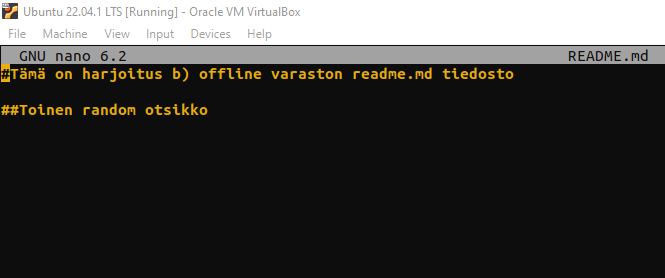 Ubuntu 22.04.1 LTS [Running] - Oracle VM VirtualBox
File Machine View Input Devices Help
GNU nano 6.2 README.md
#Tämä on harjoitus b) offline varaston readme.md tiedosto
##Toinen random otsikko